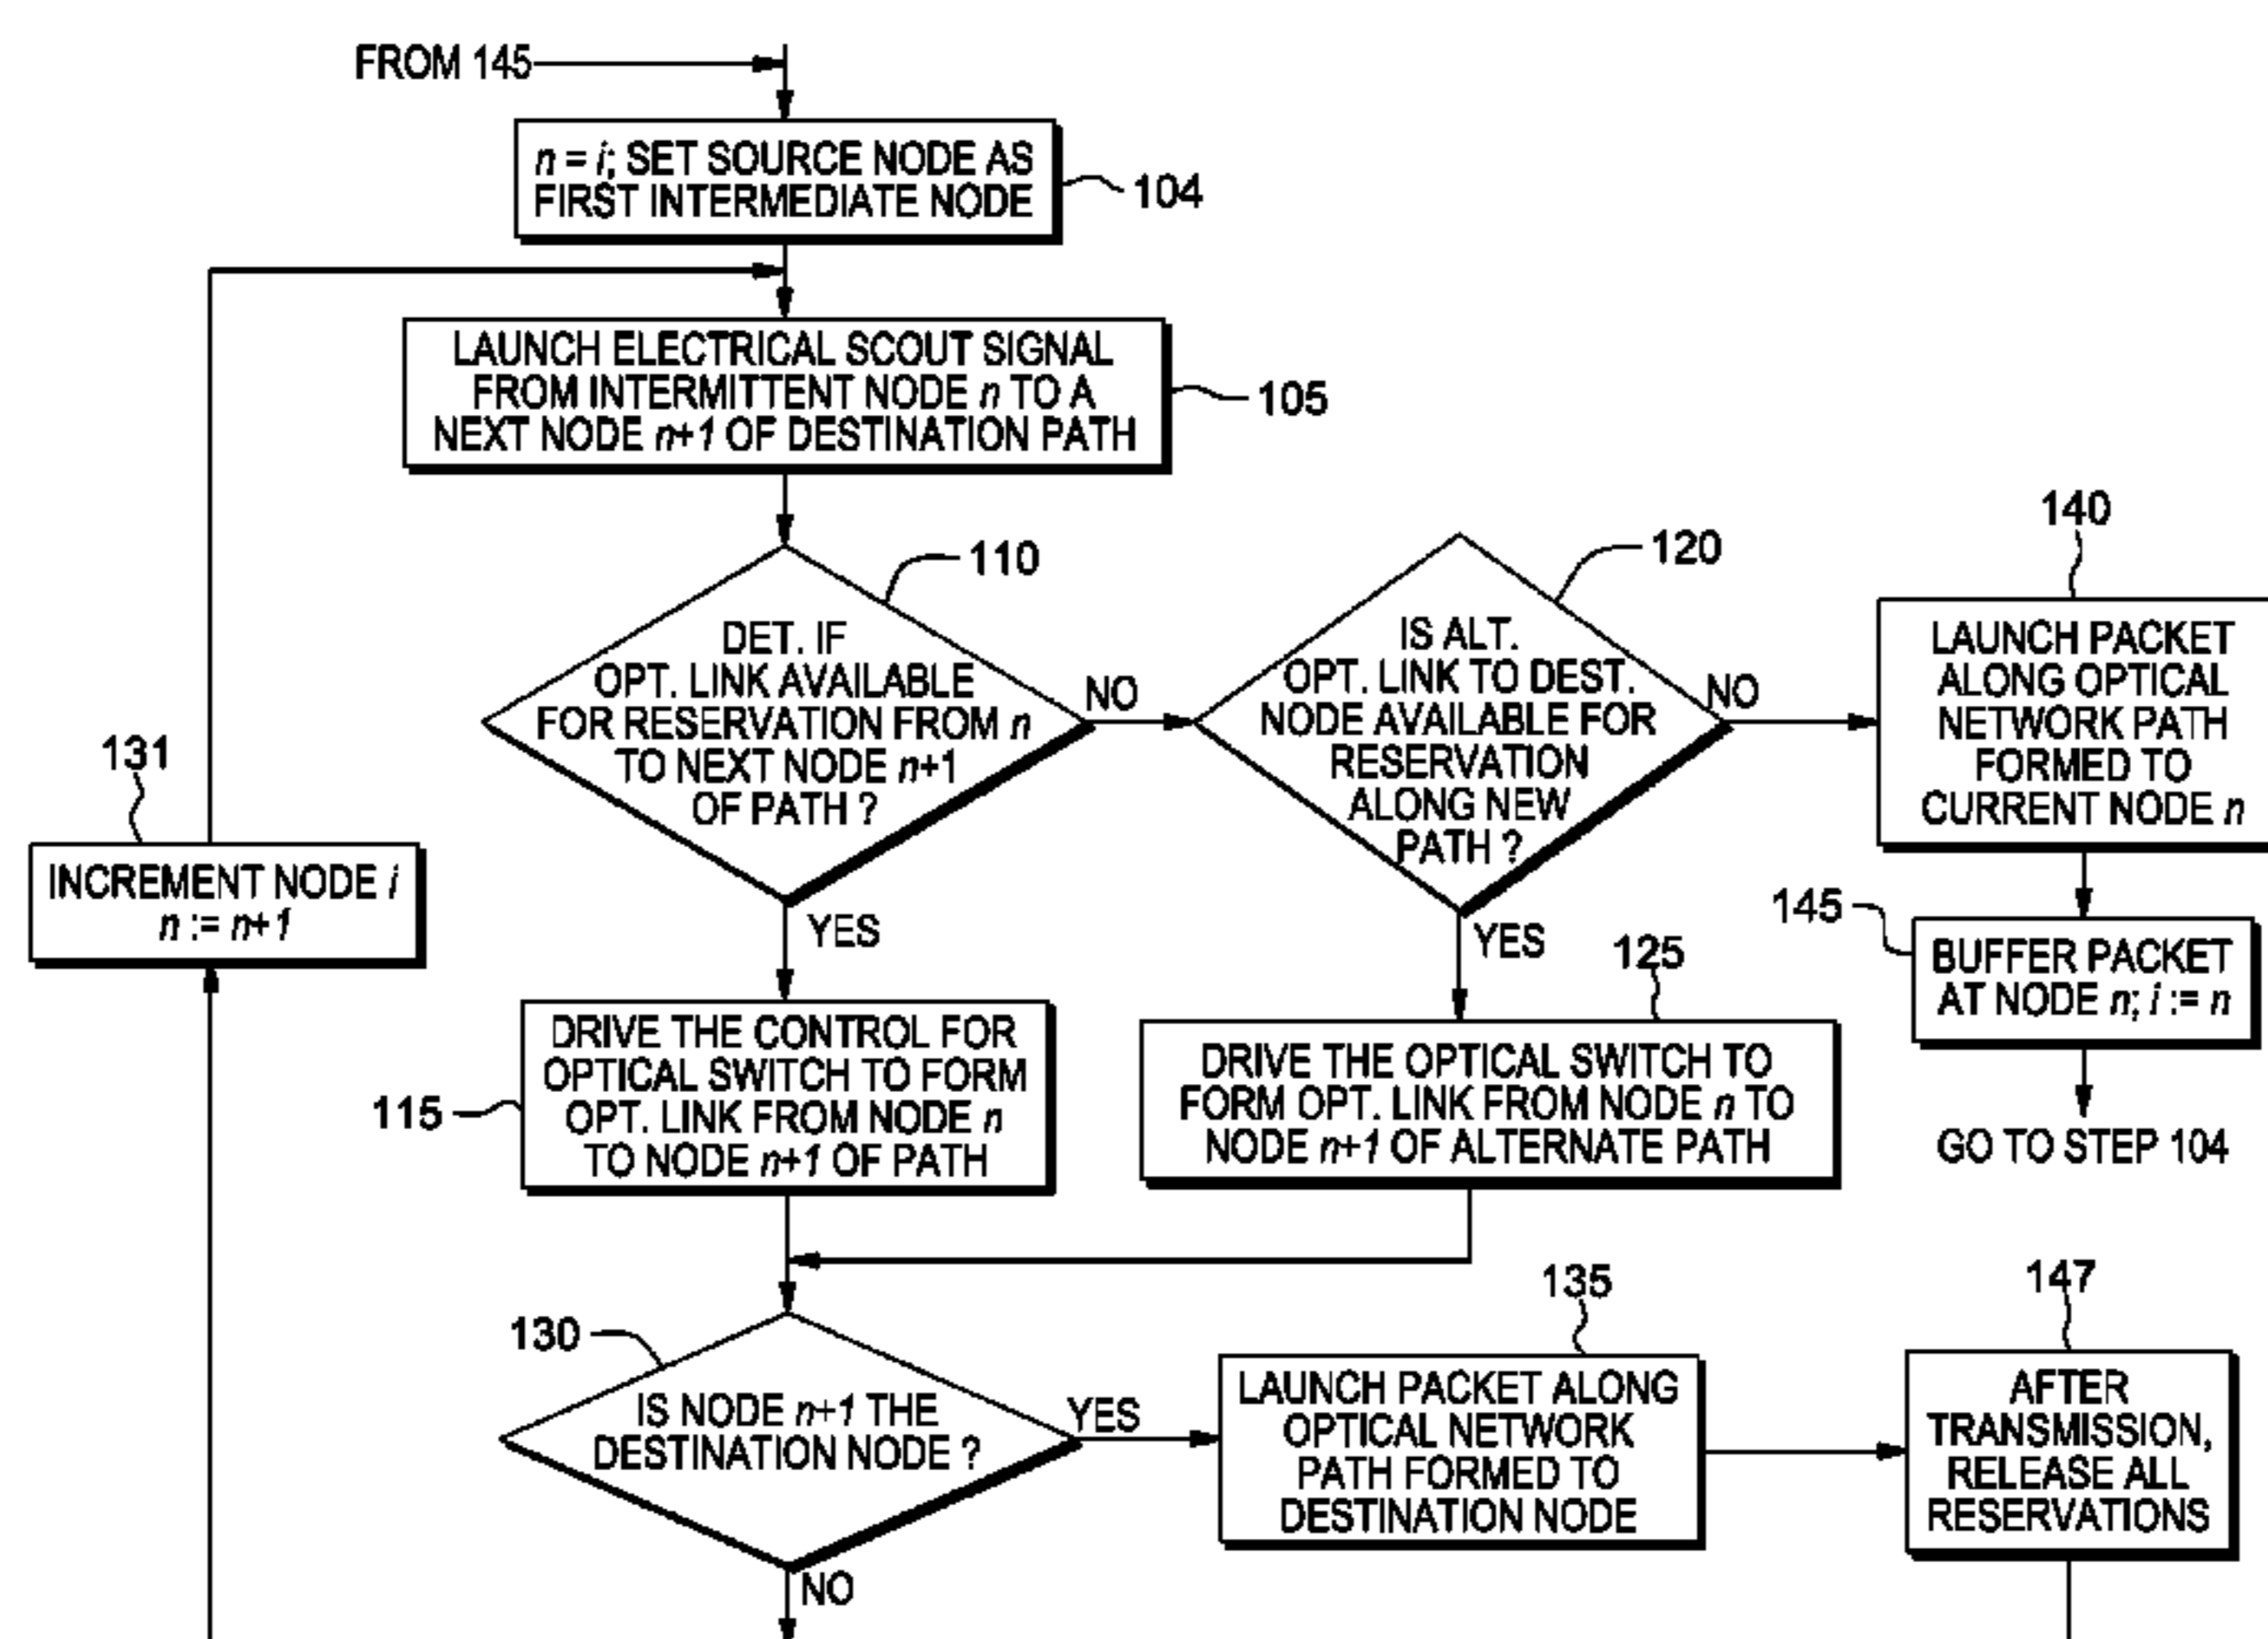 FROM 145
n = i; SET SOURCE NODE AS
FIRST INTERMEDIATE NODE
104
LAUNCH ELECTRICAL SCOUT SIGNAL
FROM INTERMITTENT NODE n TO A
NEXT NODE n+1 OF DESTINATION PATH
105
110
DET. IF
OPT. LINK AVAILABLE
FOR RESERVATION FROM n
TO NEXT NODE n+1
OF PATH ?
NO
YES
120
IS ALT.
OPT. LINK TO DEST.
NODE AVAILABLE FOR
RESERVATION
ALONG NEW
PATH ?
NO
YES
140
LAUNCH PACKET
ALONG OPTICAL
NETWORK PATH
FORMED TO
CURRENT NODE n
131
INCREMENT NODE i
n := n+1
145
BUFFER PACKET
AT NODE n; i := n
GO TO STEP 104
115
DRIVE THE CONTROL FOR
OPTICAL SWITCH TO FORM
OPT. LINK FROM NODE n
TO NODE n+1 OF PATH
125
DRIVE THE OPTICAL SWITCH TO
FORM OPT. LINK FROM NODE n TO
NODE n+1 OF ALTERNATE PATH
130
IS NODE n+1 THE
DESTINATION NODE ?
YES
NO
135
LAUNCH PACKET ALONG
OPTICAL NETWORK
PATH FORMED TO
DESTINATION NODE
147
AFTER
TRANSMISSION,
RELEASE ALL
RESERVATIONS